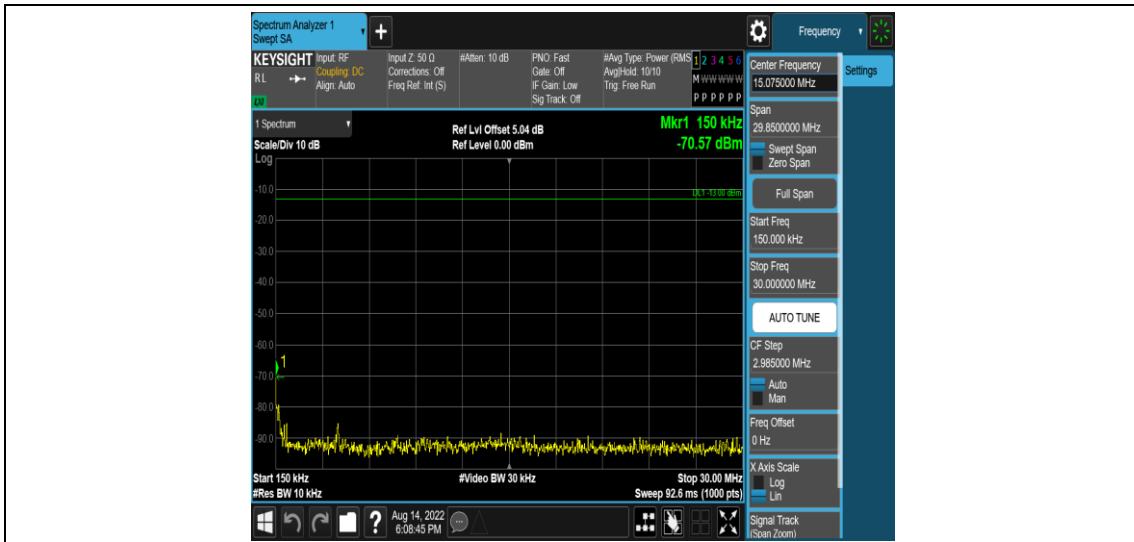 Spectrum Analyzer 1
Swept SA
+
Frequency
KEYSIGHT
RL
LXI
Input: RF
Coupling: DC
Align: Auto
Input Z: 50 Ω
Corrections: Off
Freq Ref: Int (S)
#Atten: 10 dB
PNO: Fast
Gate: Off
IF Gain: Low
Sig Track: Off
#Avg Type: Power (RMS
Avg|Hold: 10/10
Trig: Free Run
1 2 3 4 5 6
M W W W W W
P P P P P P
1 Spectrum
Scale/Div 10 dB
Ref Lvl Offset 5.04 dB
Ref Level 0.00 dBm
Mkr1 150 kHz
-70.57 dBm
Log
DL1 -13.00 dBm
-10.0
-20.0
-30.0
-40.0
-50.0
-60.0
-70.0
-80.0
-90.0
1
Start 150 kHz
#Res BW 10 kHz
#Video BW 30 kHz
Stop 30.00 MHz
Sweep 92.6 ms (1000 pts)
?
Aug 14, 2022
6:08:45 PM
Center Frequency
15.075000 MHz
Settings
Span
29.8500000 MHz
Swept Span
Zero Span
Full Span
Start Freq
150.000 kHz
Stop Freq
30.000000 MHz
AUTO TUNE
CF Step
2.985000 MHz
Auto
Man
Freq Offset
0 Hz
X Axis Scale
Log
Lin
Signal Track
(Span Zoom)